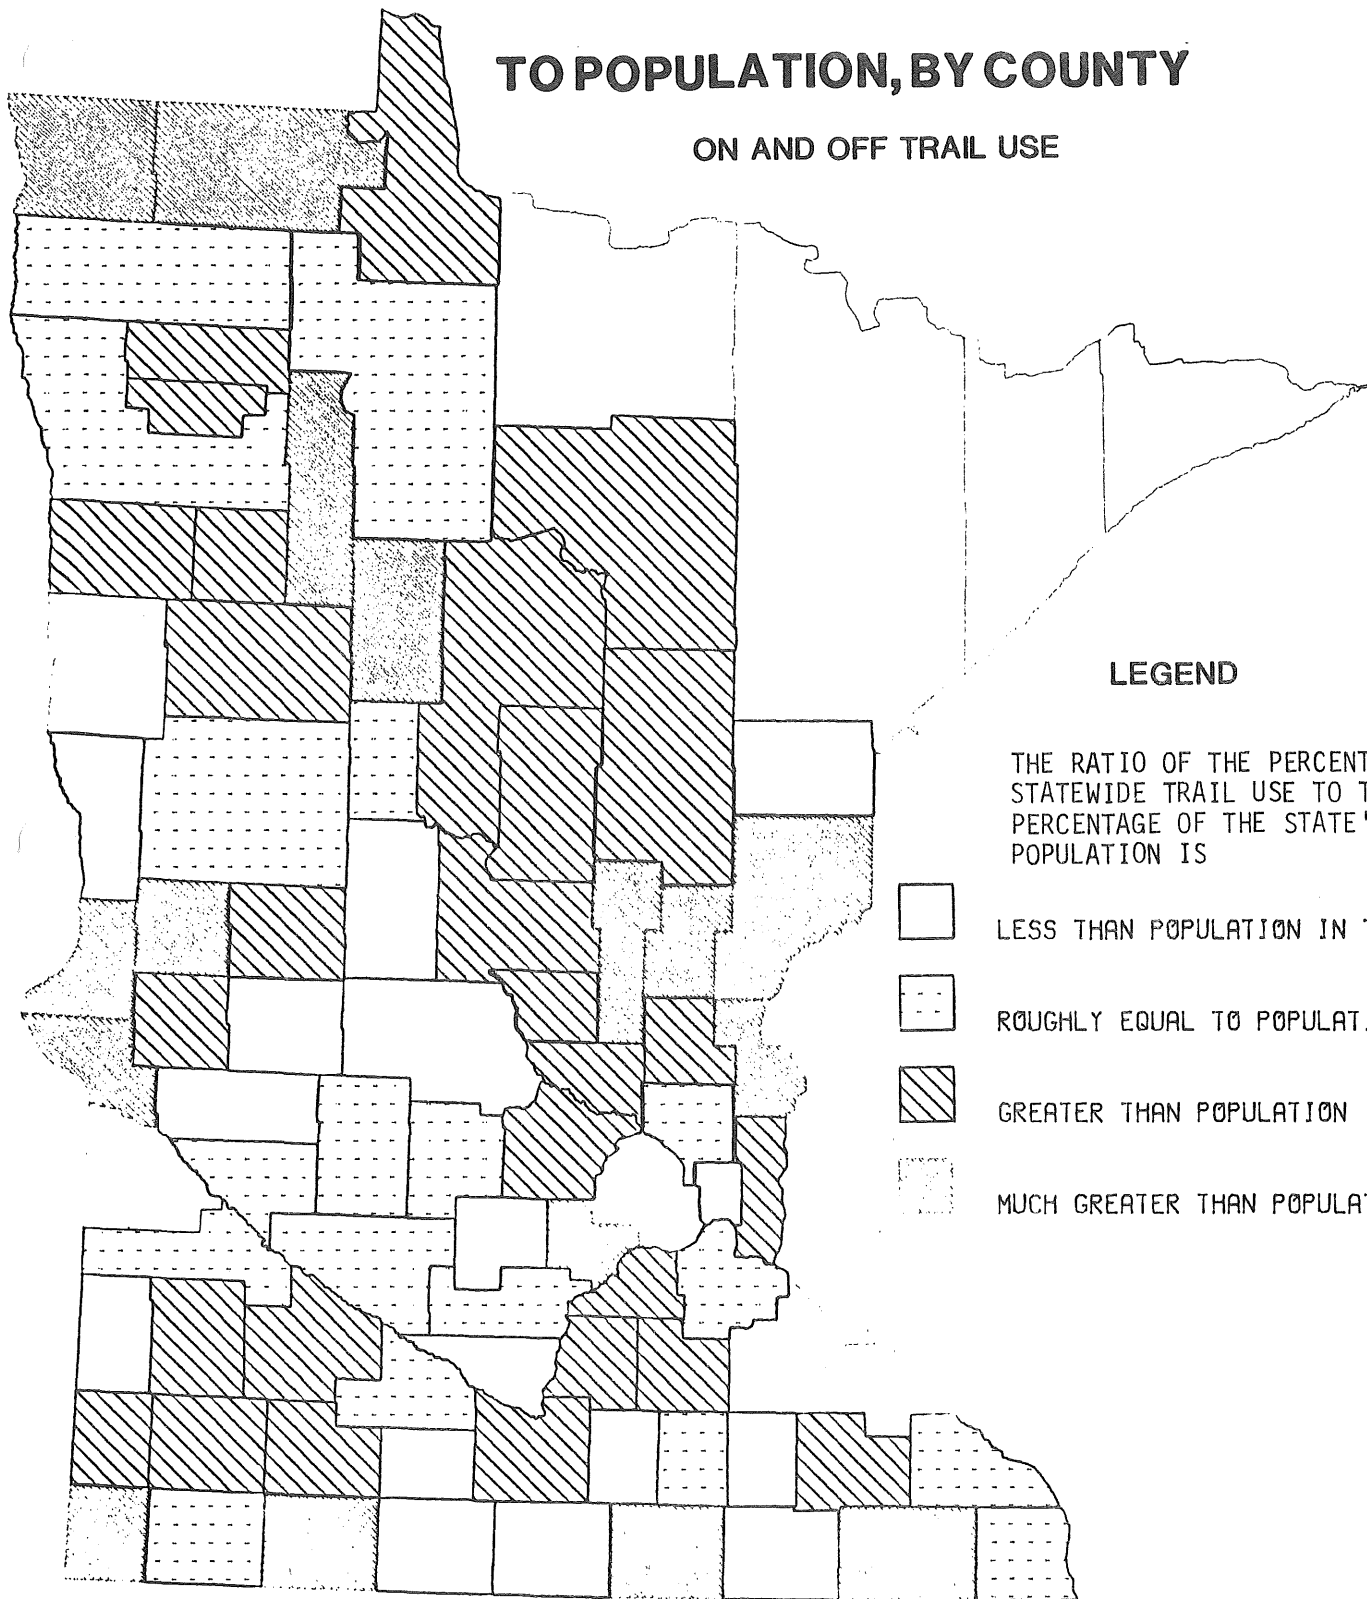 TO POPULATION, BY COUNTY
ON AND OFF TRAIL USE
LEGEND
THE RATIO OF THE PERCENT
STATEWIDE TRAIL USE TO T
PERCENTAGE OF THE STATE'
POPULATION IS
LESS THAN POPULATION IN
ROUGHLY EQUAL TO POPULAT
GREATER THAN POPULATION
MUCH GREATER THAN POPULAT